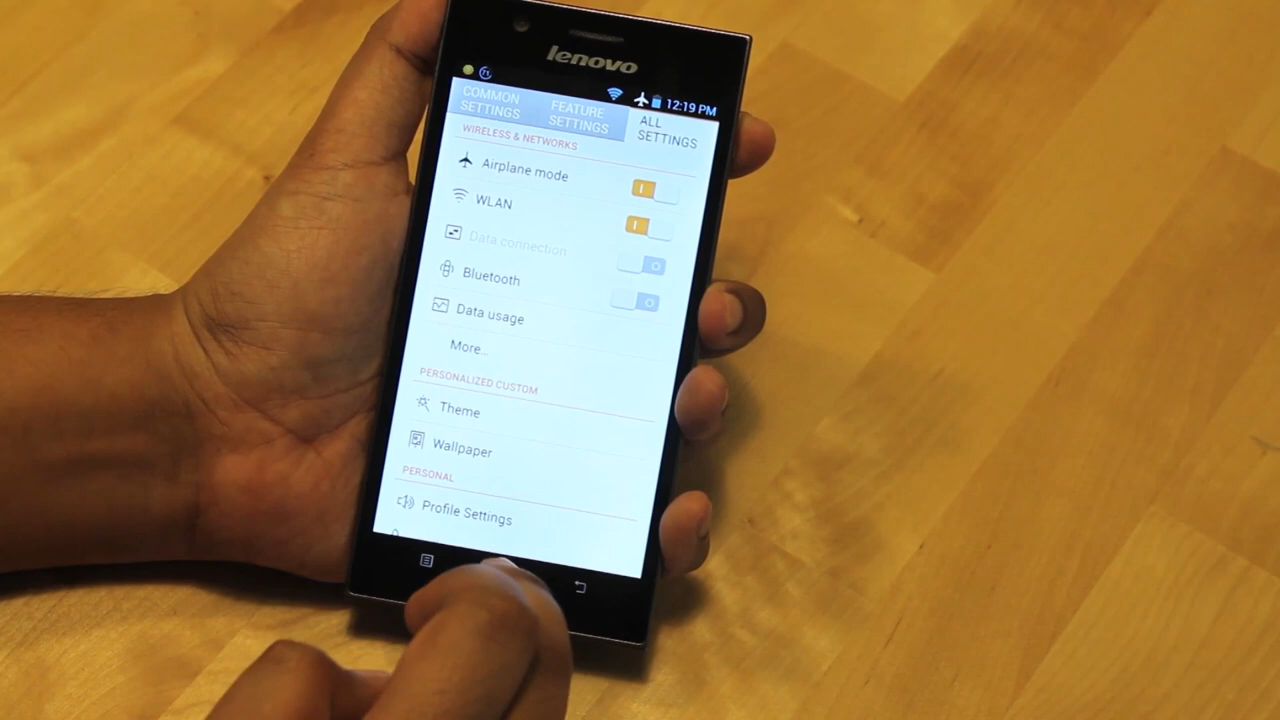 lenovo
12:19 PM
COMMON
SETTINGS
FEATURE
SETTINGS
ALL
SETTINGS
WIRELESS & NETWORKS
Airplane mode
WLAN
Data connection
Bluetooth
Data usage
More...
PERSONALIZED CUSTOM
Theme
Wallpaper
PERSONAL
Profile Settings